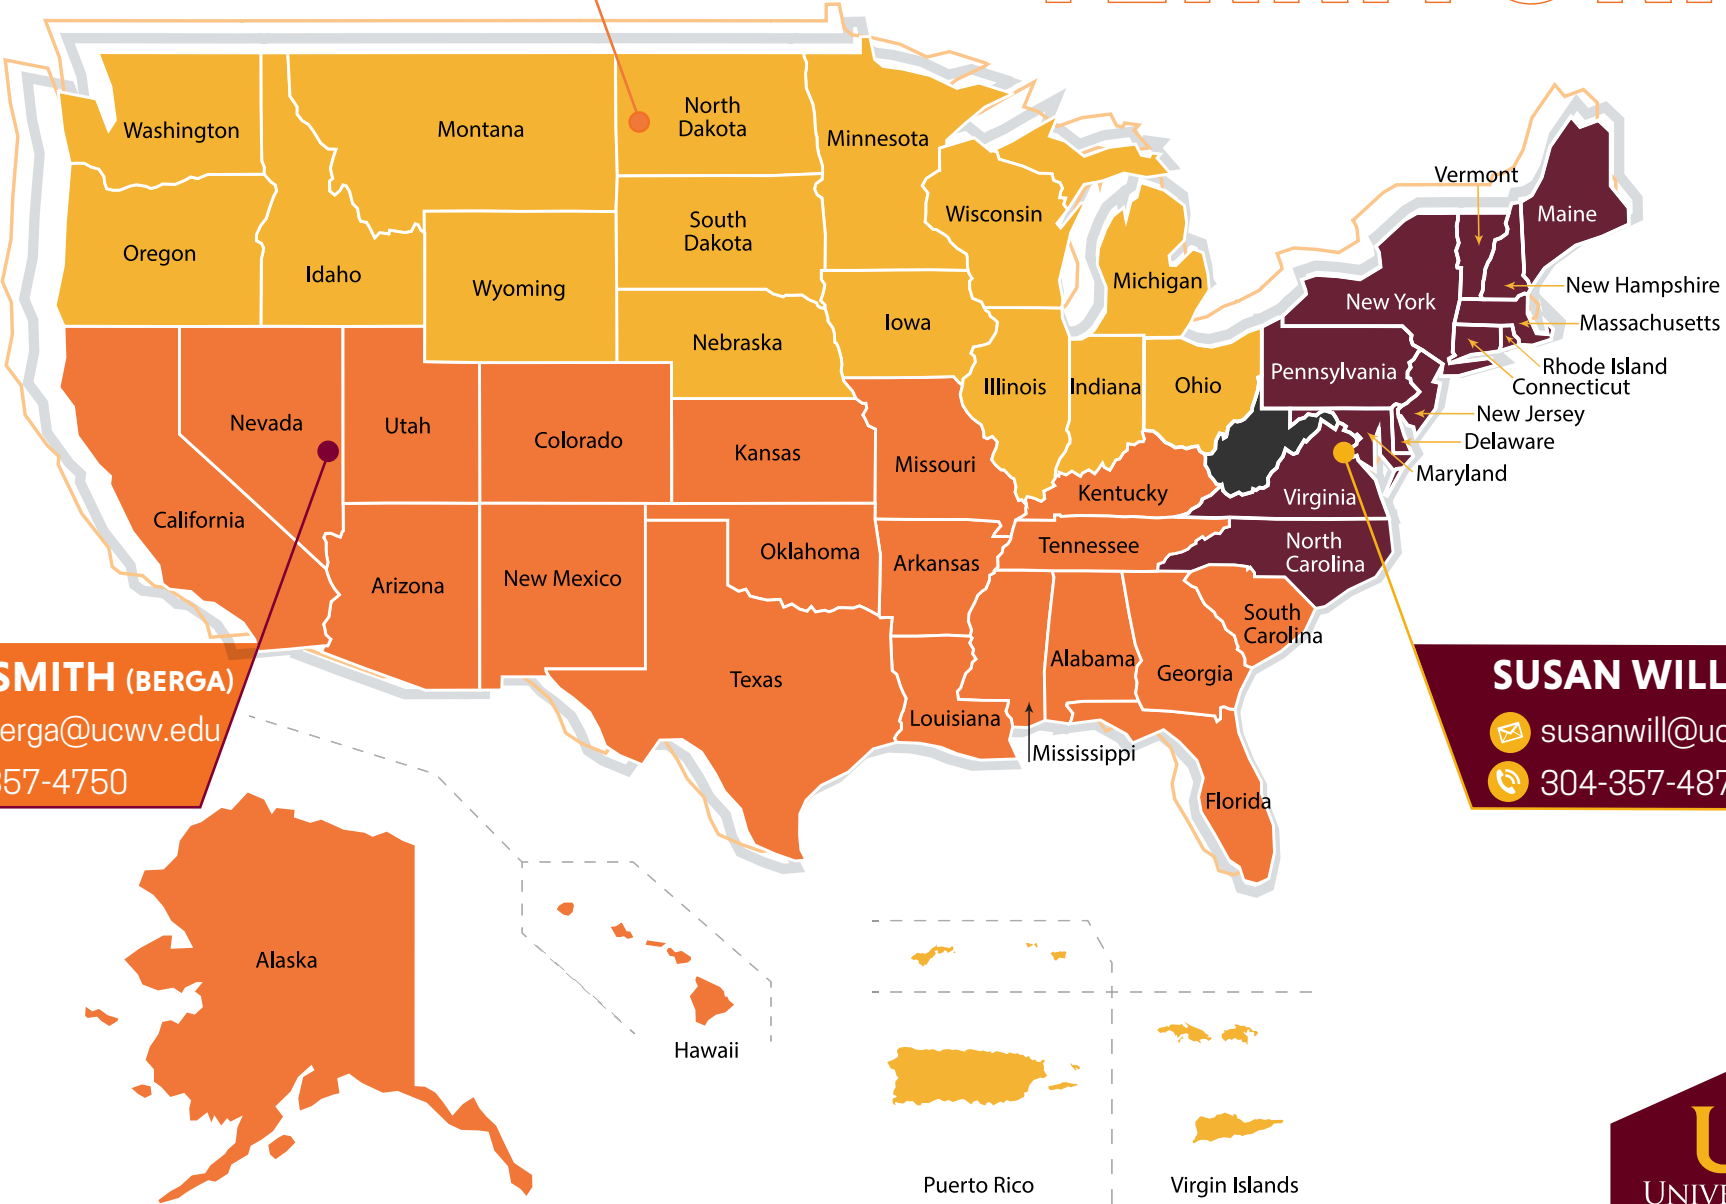 Washington
Montana
North
Dakota
Minnesota
Vermont
Maine
Oregon
Idaho
Wyoming
South
Dakota
Wisconsin
Michigan
New York
New Hampshire
Massachusetts
Rhode Island
Connecticut
New Jersey
Delaware
Maryland
Nebraska
Iowa
Illinois
Indiana
Ohio
Pennsylvania
Nevada
Utah
Colorado
Kansas
Missouri
Kentucky
Virginia
California
Arizona
New Mexico
Oklahoma
Arkansas
Tennessee
North
Carolina
South
Carolina
Texas
Louisiana
Mississippi
Alabama
Georgia
Florida
SMITH (BERGA)
erga@ucwv.edu
357-4750
SUSAN WILL
susanwill@uc
304-357-487
Alaska
Hawaii
Puerto Rico
Virgin Islands
U
UNIVE